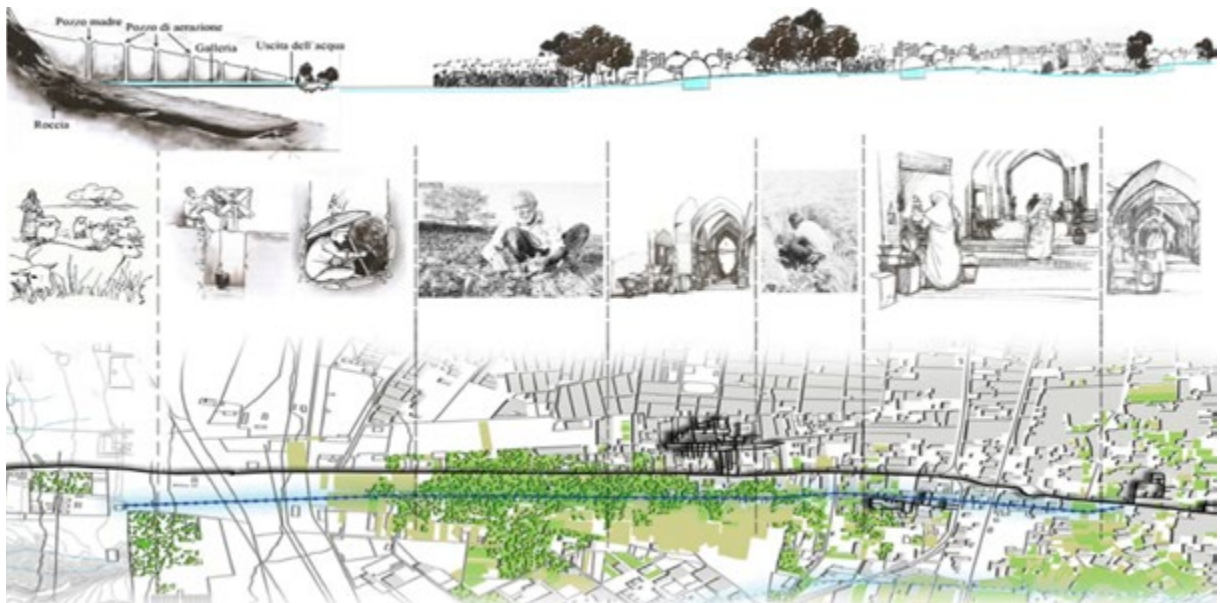 Pozzo madre
Pozzo di aerazione
Galleria
Uscita dell'acqua
Roccia